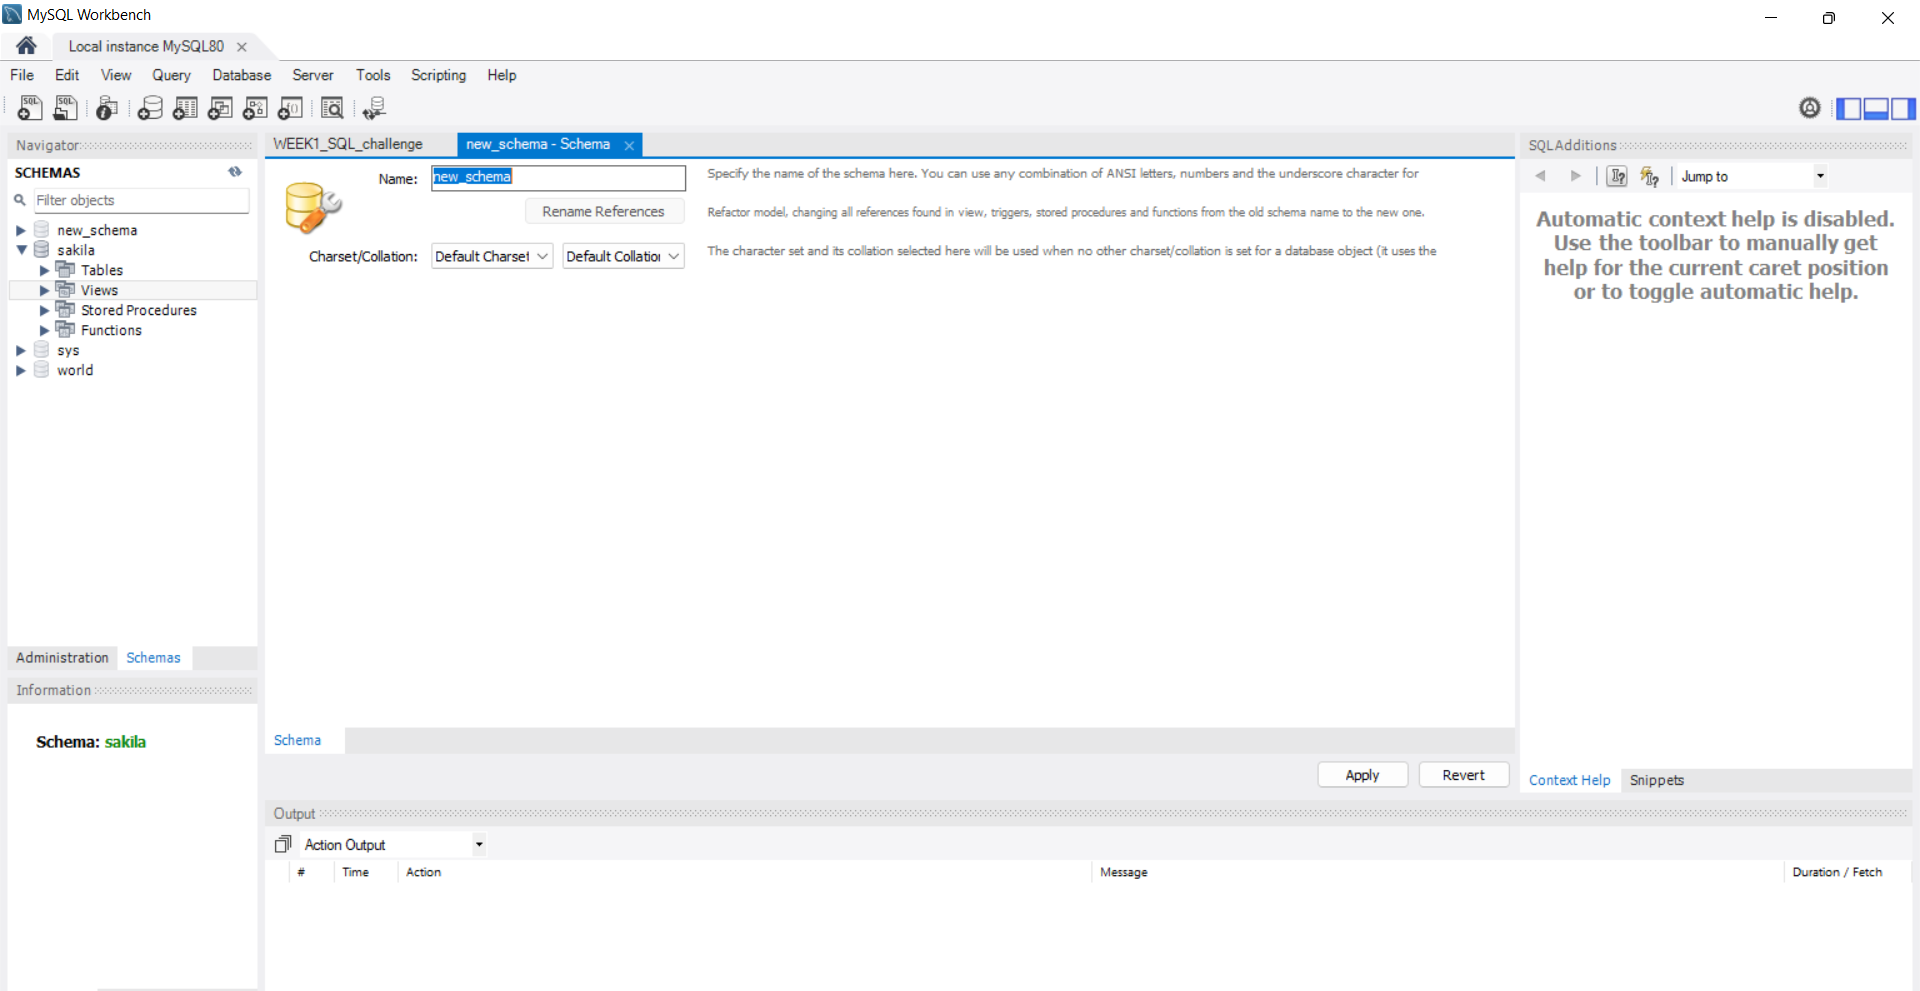 MySQL Workbench
Local instance MySQL80
File Edit View Query Database Server Tools Scripting Help
Navigator
SCHEMAS
Filter objects
new_schema
sakila
Tables
Views
Stored Procedures
Functions
sys
world
Administration Schemas
Information
Schema: sakila
WEEK1_SQL_challenge new_schema - Schema
Name: new_schema
Specify the name of the schema here. You can use any combination of ANSI letters, numbers and the underscore character for
Rename References
Refactor model, changing all references found in view, triggers, stored procedures and functions from the old schema name to the new one.
Charset/Collation: Default Charset Default Collation
The character set and its collation selected here will be used when no other charset/collation is set for a database object (it uses the
Schema
Apply Revert
SQLAdditions
Jump to
Automatic context help is disabled.
Use the toolbar to manually get
help for the current caret position
or to toggle automatic help.
Context Help Snippets
Output
Action Output
# Time Action Message Duration / Fetch